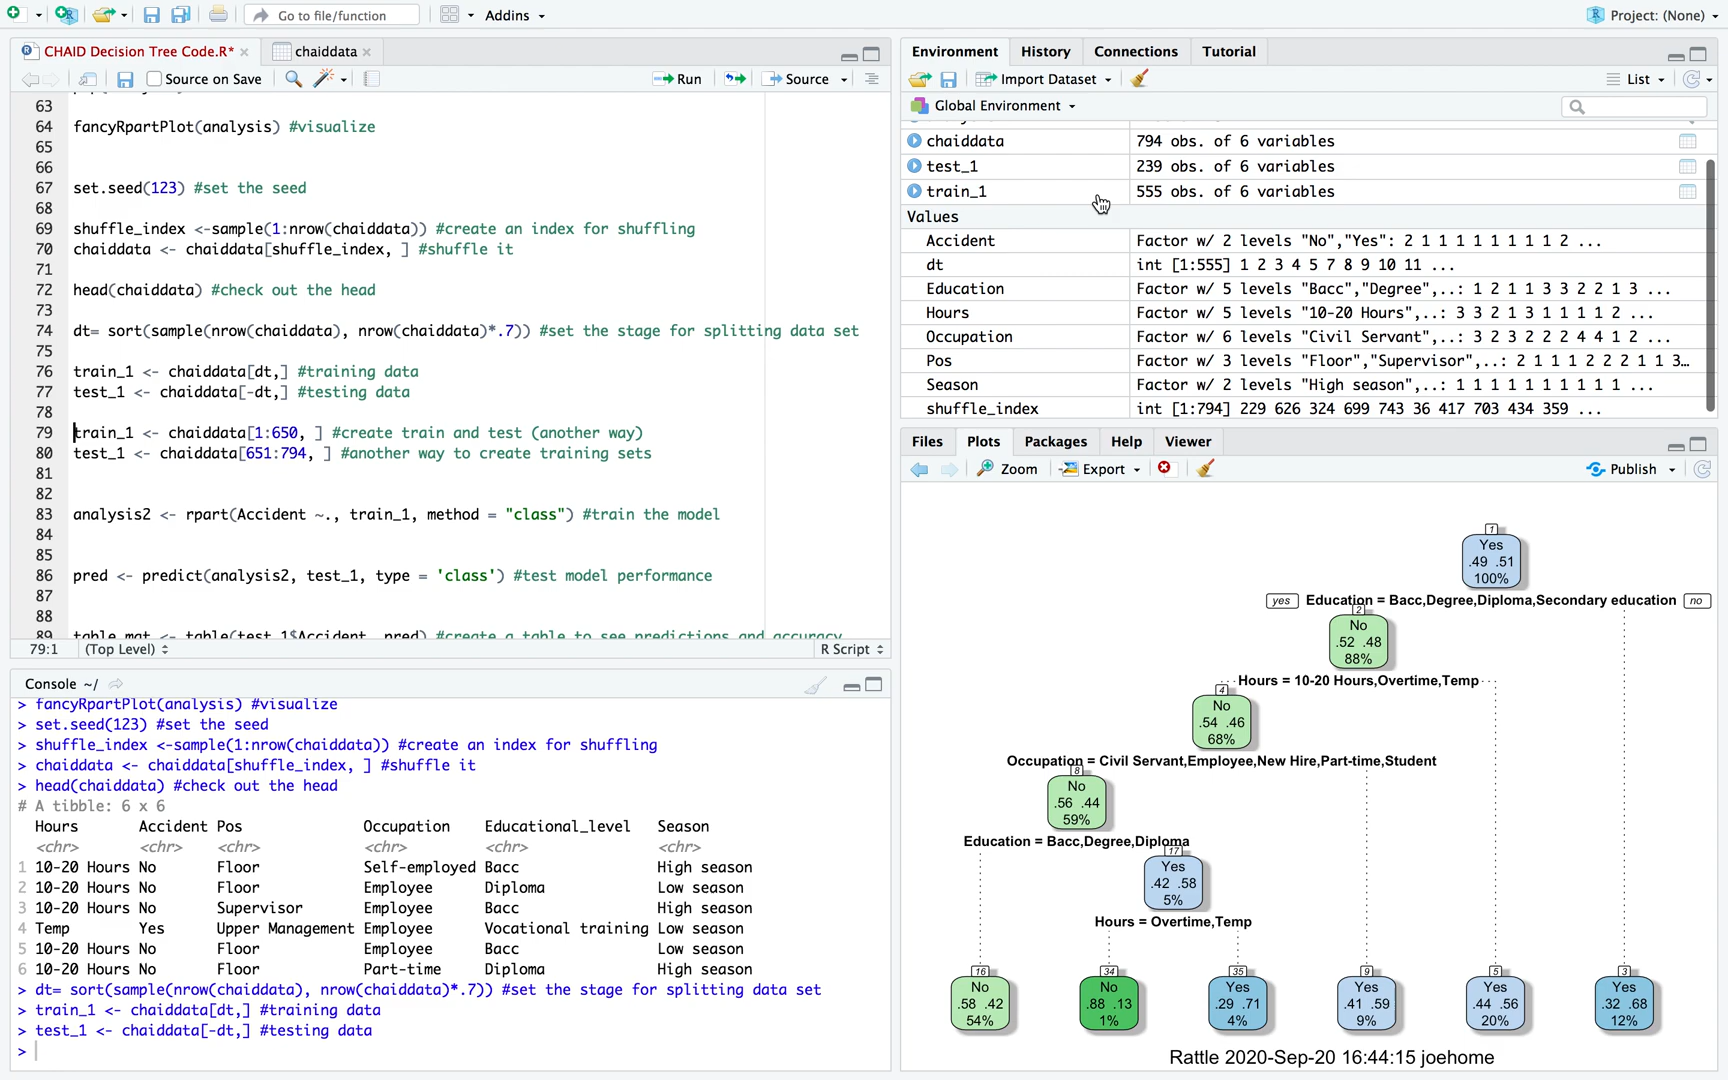 Go to file/function
Addins
Project: (None)
CHAID Decision Tree Code.R*
chaiddata
Source on Save
Run
Source
63
64 fancyRpartPlot(analysis) #visualize
65
66
67 set.seed(123) #set the seed
68
69 shuffle_index <-sample(1:nrow(chaiddata)) #create an index for shuffling
70 chaiddata <- chaiddata[shuffle_index, ] #shuffle it
71
72 head(chaiddata) #check out the head
73
74 dt= sort(sample(nrow(chaiddata), nrow(chaiddata)*.7)) #set the stage for splitting data set
75
76 train_1 <- chaiddata[dt,] #training data
77 test_1 <- chaiddata[-dt,] #testing data
78
79 train_1 <- chaiddata[1:650, ] #create train and test (another way)
80 test_1 <- chaiddata[651:794, ] #another way to create training sets
81
82
83 analysis2 <- rpart(Accident ~., train_1, method = "class") #train the model
84
85
86 pred <- predict(analysis2, test_1, type = 'class') #test model performance
87
88
89 table_mat <- table(test_1$Accident, pred) #create a table to see predictions and accuracy
79:1 (Top Level) R Script
Console ~/
> fancyRpartPlot(analysis) #visualize
> set.seed(123) #set the seed
> shuffle_index <-sample(1:nrow(chaiddata)) #create an index for shuffling
> chaiddata <- chaiddata[shuffle_index, ] #shuffle it
> head(chaiddata) #check out the head
# A tibble: 6 x 6
Hours Accident Pos Occupation Educational_level Season
<chr> <chr> <chr> <chr> <chr> <chr>
1 10-20 Hours No Floor Self-employed Bacc High season
2 10-20 Hours No Floor Employee Diploma Low season
3 10-20 Hours No Supervisor Employee Bacc High season
4 Temp Yes Upper Management Employee Vocational training Low season
5 10-20 Hours No Floor Employee Bacc Low season
6 10-20 Hours No Floor Part-time Diploma High season
> dt= sort(sample(nrow(chaiddata), nrow(chaiddata)*.7)) #set the stage for splitting data set
> train_1 <- chaiddata[dt,] #training data
> test_1 <- chaiddata[-dt,] #testing data
>
Environment History Connections Tutorial
Import Dataset List
Global Environment
chaiddata 794 obs. of 6 variables
test_1 239 obs. of 6 variables
train_1 555 obs. of 6 variables
Values
Accident Factor w/ 2 levels "No","Yes": 2 1 1 1 1 1 1 1 1 2 ...
dt int [1:555] 1 2 3 4 5 7 8 9 10 11 ...
Education Factor w/ 5 levels "Bacc","Degree",..: 1 2 1 1 3 3 2 2 1 3 ...
Hours Factor w/ 5 levels "10-20 Hours",..: 3 3 2 1 3 1 1 1 1 2 ...
Occupation Factor w/ 6 levels "Civil Servant",..: 3 2 3 2 2 2 4 4 1 2 ...
Pos Factor w/ 3 levels "Floor","Supervisor",..: 2 1 1 1 2 2 2 1 1 3…
Season Factor w/ 2 levels "High season",..: 1 1 1 1 1 1 1 1 1 1 ...
shuffle_index int [1:794] 229 626 324 699 743 36 417 703 434 359 ...
Files Plots Packages Help Viewer
Zoom Export Publish
1
Yes
.49 .51
100%
yes Education = Bacc,Degree,Diploma,Secondary education no
2
No
.52 .48
88%
Hours = 10-20 Hours,Overtime,Temp
4
No
.54 .46
68%
Occupation = Civil Servant,Employee,New Hire,Part-time,Student
8
No
.56 .44
59%
Education = Bacc,Degree,Diploma
17
Yes
.42 .58
5%
Hours = Overtime,Temp
16 34 35 9 5 3
No No Yes Yes Yes Yes
.58 .42 .88 .13 .29 .71 .41 .59 .44 .56 .32 .68
54% 1% 4% 9% 20% 12%
Rattle 2020-Sep-20 16:44:15 joehome